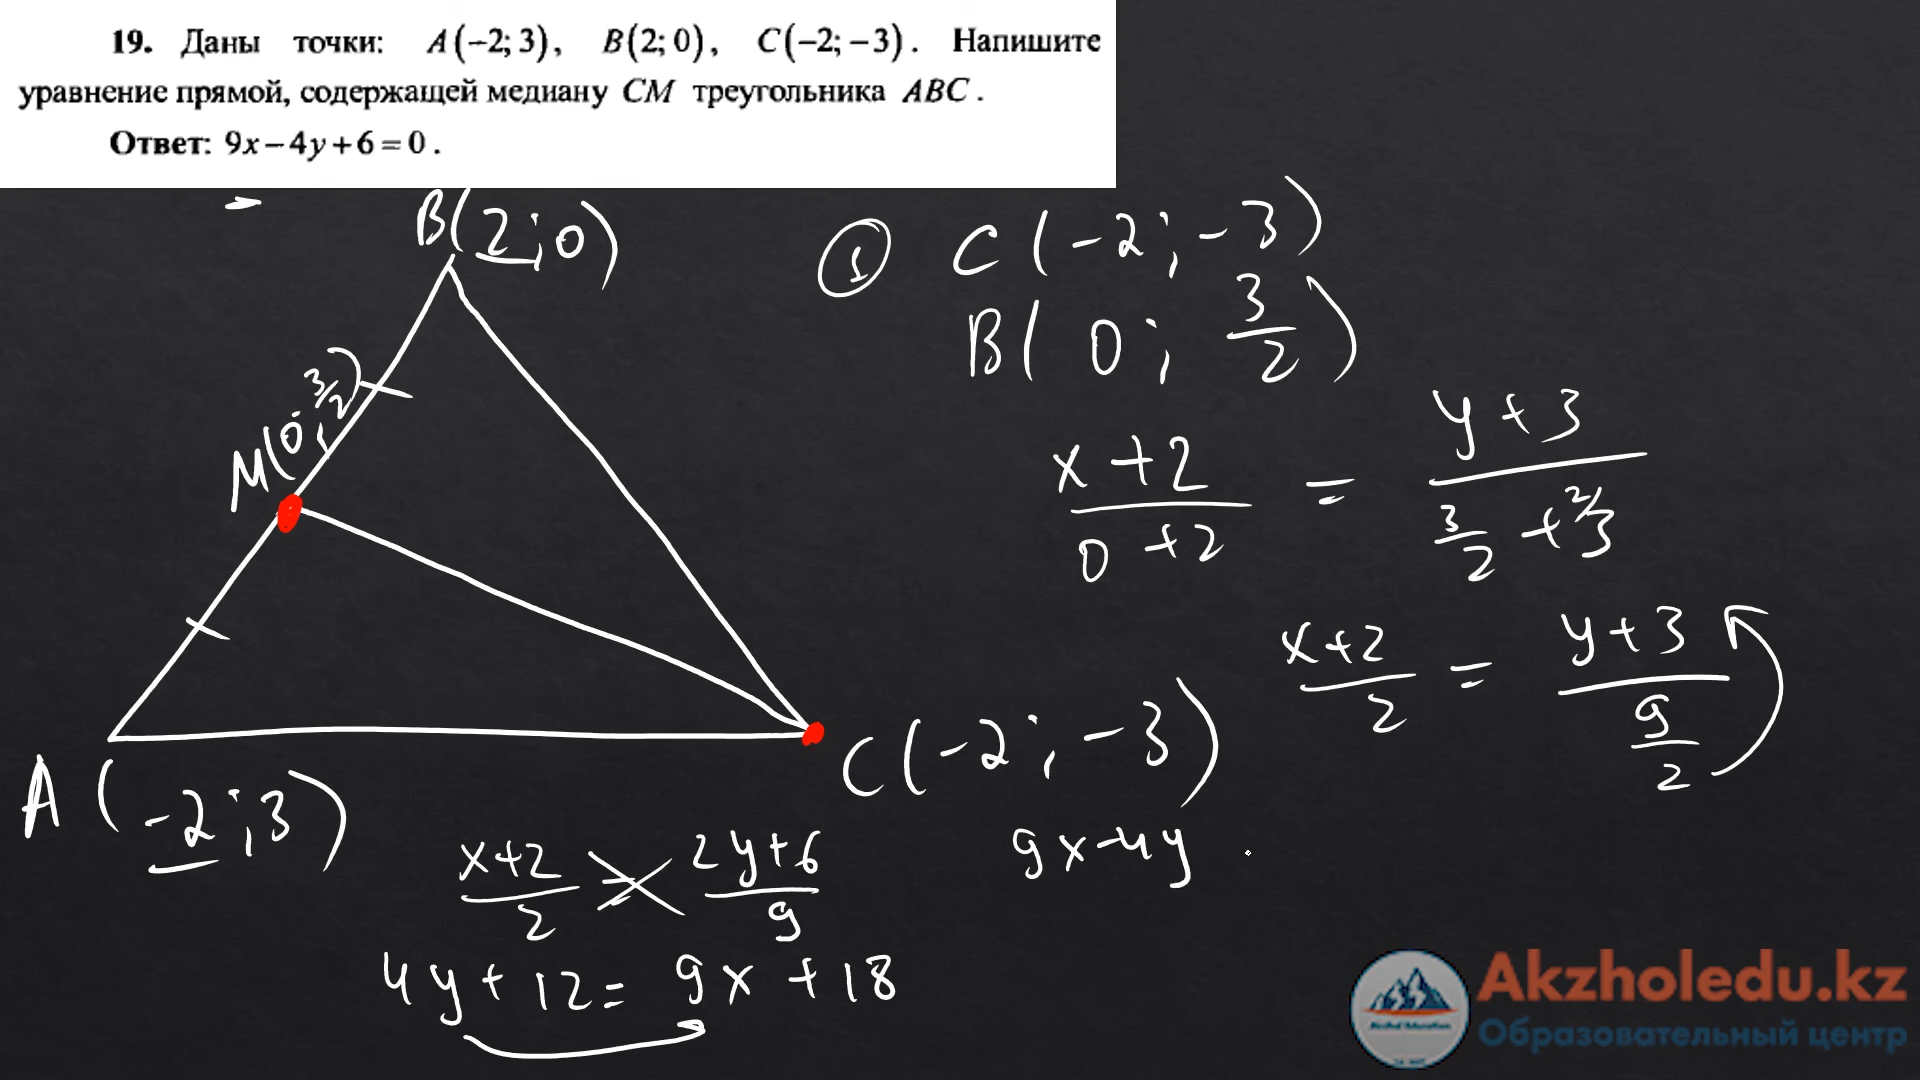 19. Даны точки: A(−2; 3), B(2; 0), C(−2; −3). Напишите
уравнение прямой, содержащей медиану CM треугольника ABC.
Ответ: 9x − 4y + 6 = 0.
B(2;0)
M(0; 3/2)
A(-2;3)
C(-2;-3)
① C(-2;-3)
B(0; 3/2)
(x+2)/(0+2) = (y+3)/(3/2 + 3) 2/
(x+2)/2 = (y+3)/(9/2)
(x+2)/2 = (2y+6)/9
4y+12 = 9x+18
9x-4y
Akzholedu.kz
Образовательный центр